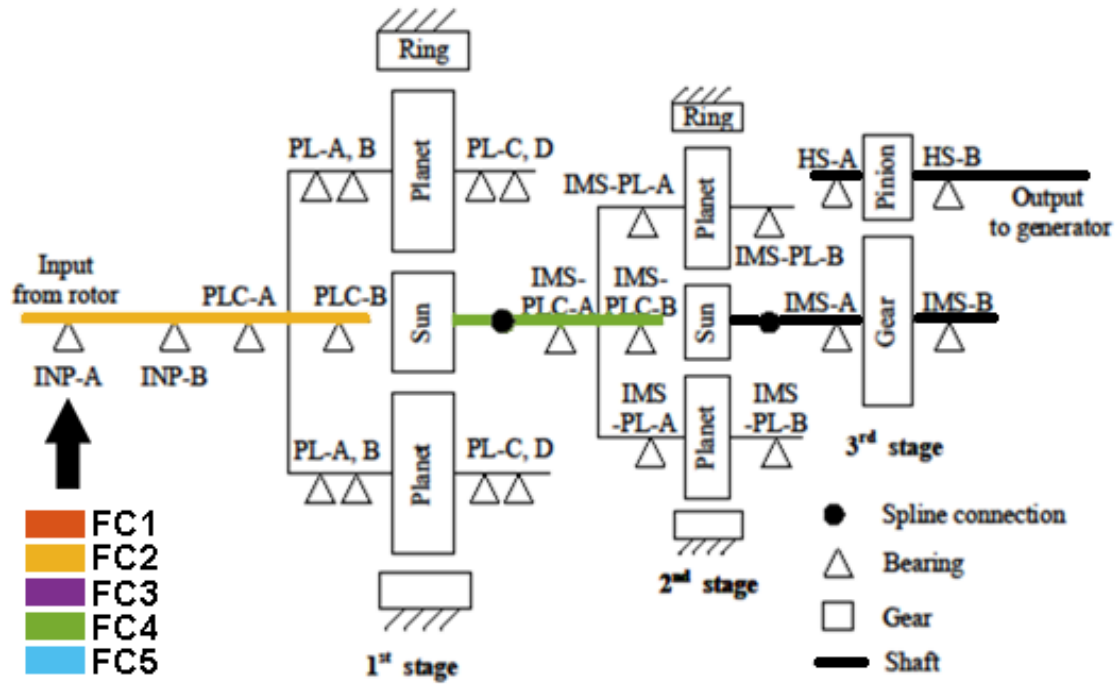 Ring
Planet
PL-A, B
PL-C, D
Ring
Planet
IMS-PL-A
IMS-PL-B
HS-A
Pinion
HS-B
Output
to generator
Input
from rotor
PLC-A
PLC-B
Sun
IMS-
PLC-A
IMS-
PLC-B
Sun
IMS-A
Gear
IMS-B
INP-A
INP-B
PL-A, B
Planet
PL-C, D
IMS
-PL-A
Planet
IMS
-PL-B
3rd stage
2nd stage
1st stage
FC1
FC2
FC3
FC4
FC5
Spline connection
Bearing
Gear
Shaft